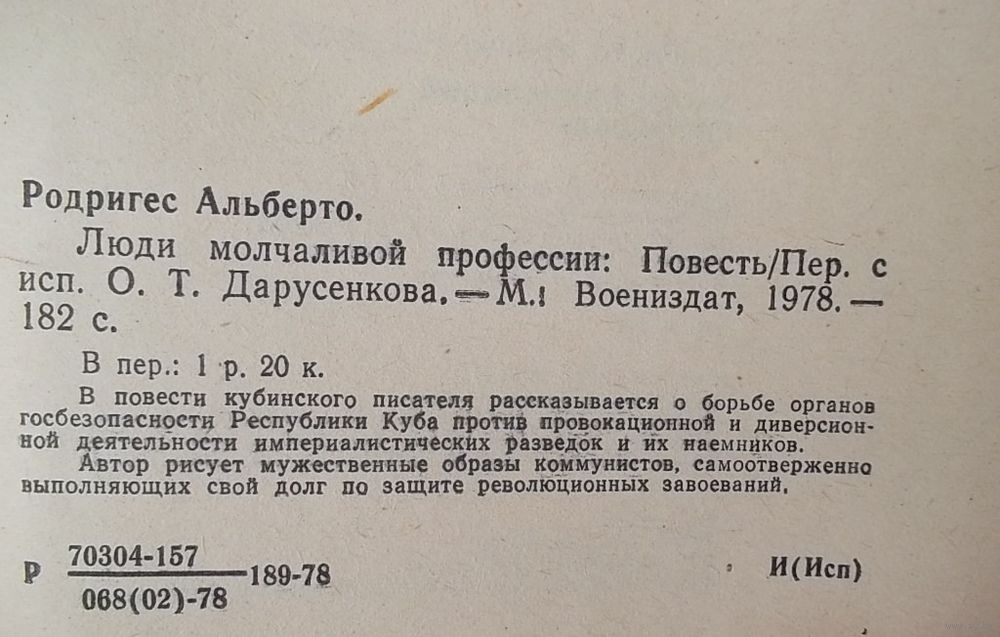 Родригес Альберто.
Люди молчаливой профессии: Повесть/Пер. с
исп. О. Т. Дарусенкова.—М.: Воениздат, 1978.—
182 с.
В пер.: 1 р. 20 к.
В повести кубинского писателя рассказывается о борьбе органов
госбезопасности Республики Куба против провокационной и диверсион-
ной деятельности империалистических разведок и их наемников.
Автор рисует мужественные образы коммунистов, самоотверженно
выполняющих свой долг по защите революционных завоеваний.
70304-157
Р 189-78 И(Исп)
068(02)-78